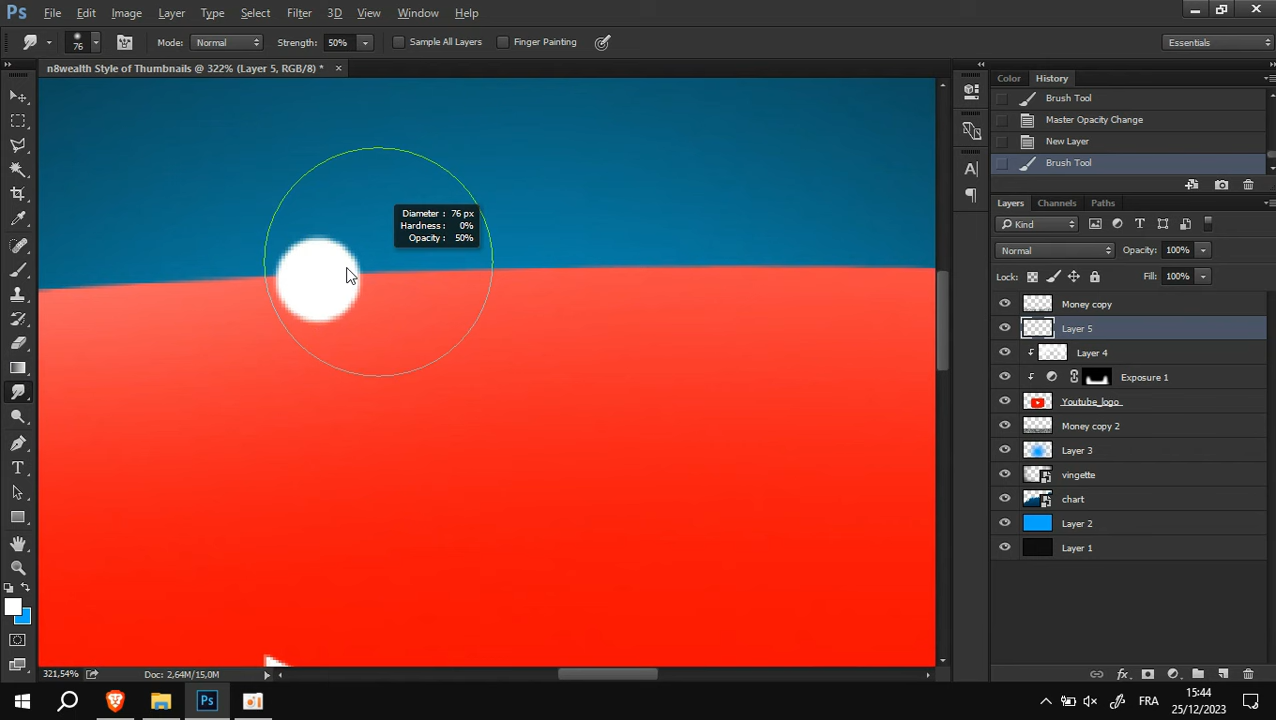 Ps File Edit Image Layer Type Select Filter 3D View Window Help
76 Mode: Normal Strength: 50% Sample All Layers Finger Painting Essentials
n8wealth Style of Thumbnails @ 322% (Layer 5, RGB/8) * ×
Color History
Brush Tool
Master Opacity Change
New Layer
Brush Tool
Layers Channels Paths
Kind
Normal Opacity: 100%
Lock: Fill: 100%
Money copy
Layer 5
Layer 4
Exposure 1
Youtube_logo
Money copy 2
Layer 3
vingette
chart
Layer 2
Layer 1
Diameter : 76 px
Hardness : 0%
Opacity : 50%
321,54% Doc: 2,64M/15,0M
Ps FRA 15:44
25/12/2023